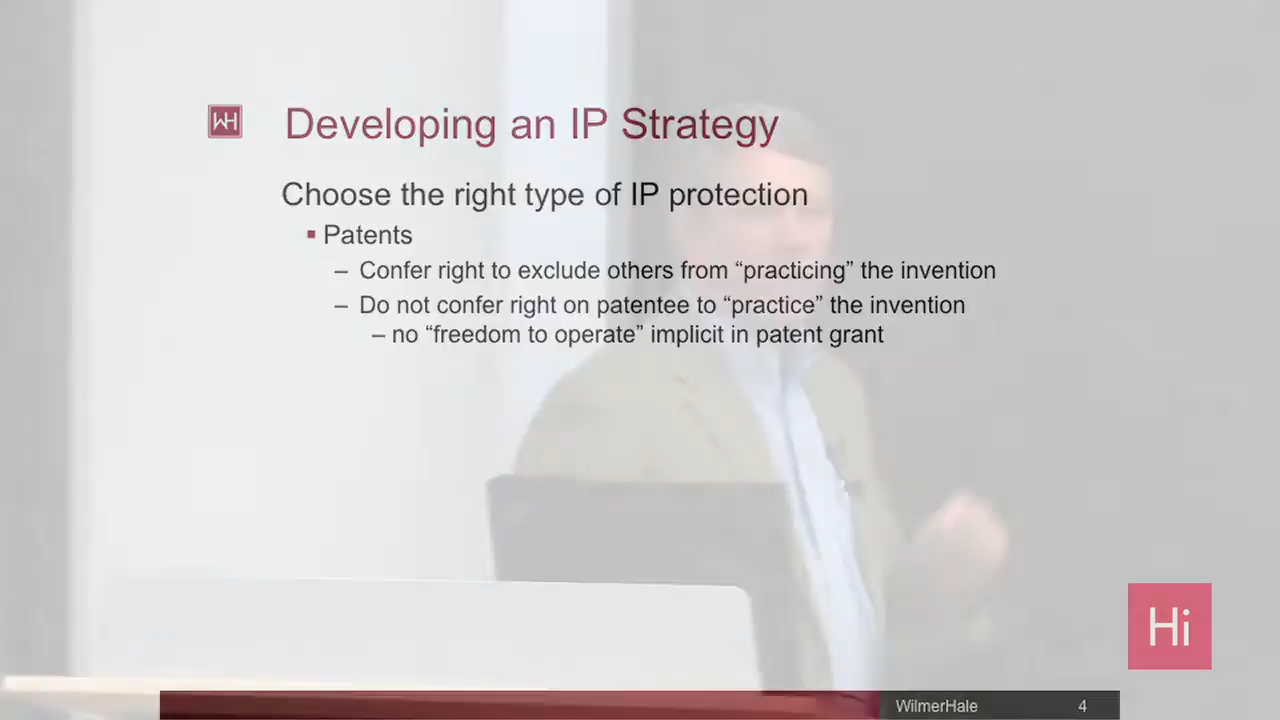 WH
Developing an IP Strategy
Choose the right type of IP protection
▪ Patents
– Confer right to exclude others from “practicing” the invention
– Do not confer right on patentee to “practice” the invention
– no “freedom to operate” implicit in patent grant
Hi
WilmerHale 4